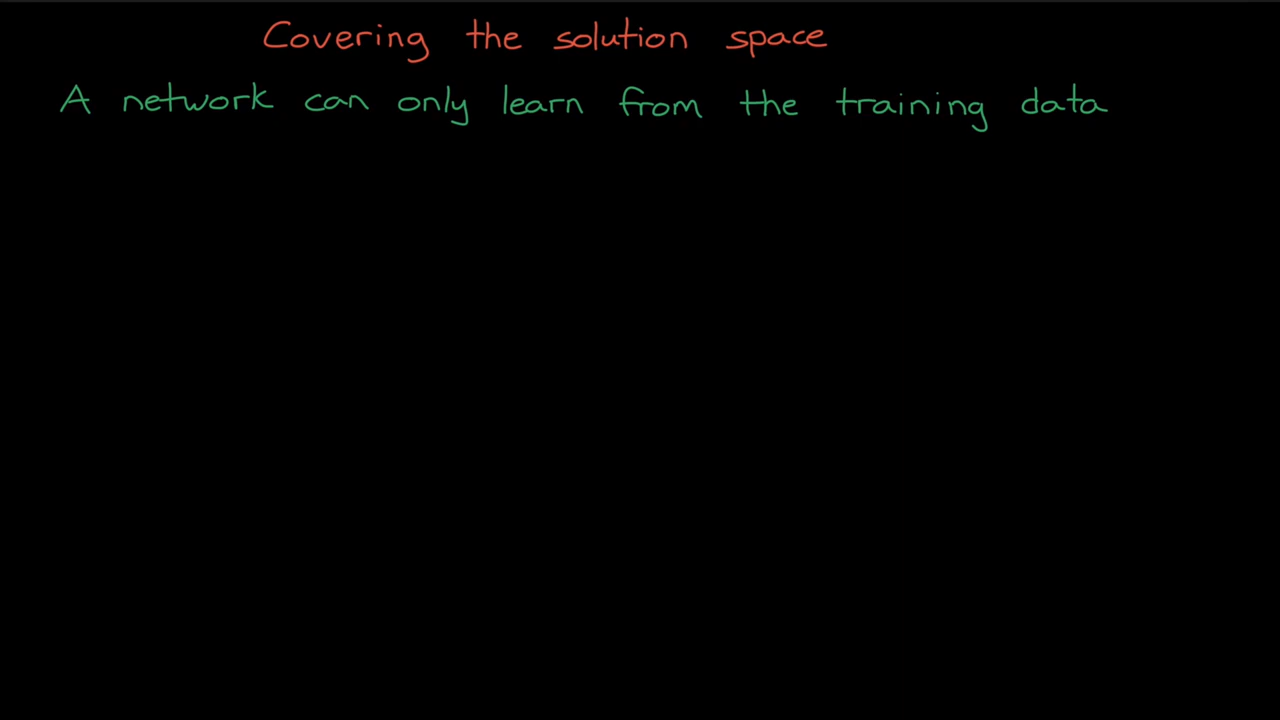 Covering the solution space
A network can only learn from the training data